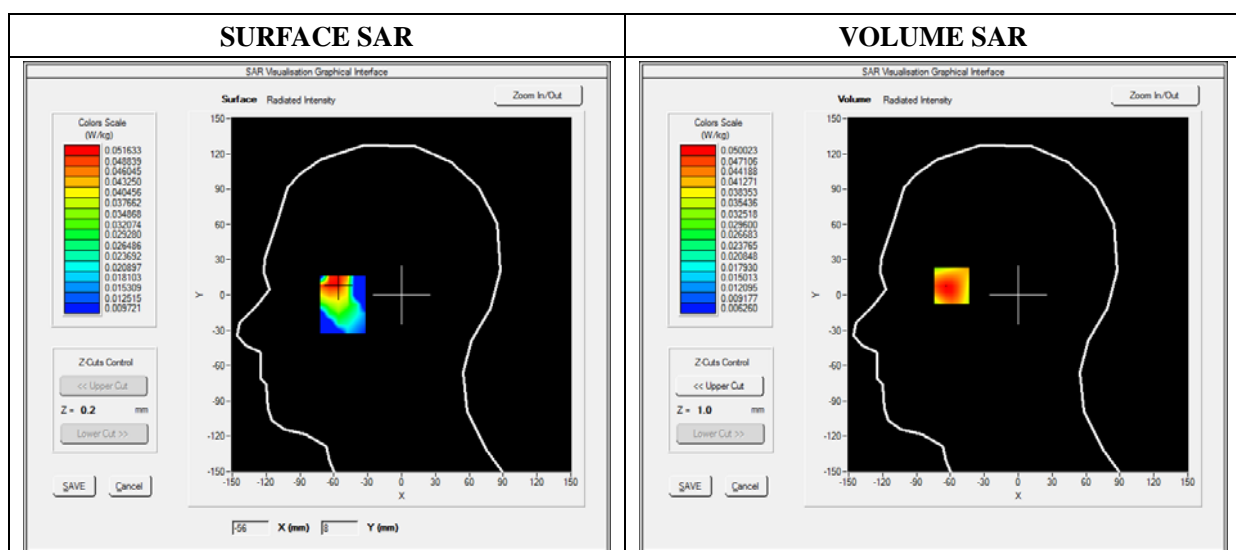 SURFACE SAR
VOLUME SAR
SAR Visualisation Graphical Interface
Surface Radiated Intensity
Zoom In/Out
Colors Scale
(W/kg)
0.051633
0.048839
0.046045
0.043250
0.040456
0.037662
0.034868
0.032074
0.029280
0.026486
0.023692
0.020897
0.018103
0.015309
0.012515
0.009721
150
120
90
60
30
0
-30
-60
-90
-120
-150
Y
-150 -120 -90 -60 -30 0 30 60 90 120 150
X
Z-Cuts Control
<< Upper Cut
Z = 0.2 mm
Lower Cut >>
SAVE Cancel
-56 X (mm) 8 Y (mm)
SAR Visualisation Graphical Interface
Volume Radiated Intensity
Zoom In/Out
Colors Scale
(W/kg)
0.050023
0.047106
0.044188
0.041271
0.038353
0.035436
0.032518
0.029600
0.026683
0.023765
0.020848
0.017930
0.015013
0.012095
0.009177
0.006260
150
120
90
60
30
0
-30
-60
-90
-120
-150
Y
-150 -120 -90 -60 -30 0 30 60 90 120 150
X
Z-Cuts Control
<< Upper Cut
Z = 1.0 mm
Lower Cut >>
SAVE Cancel